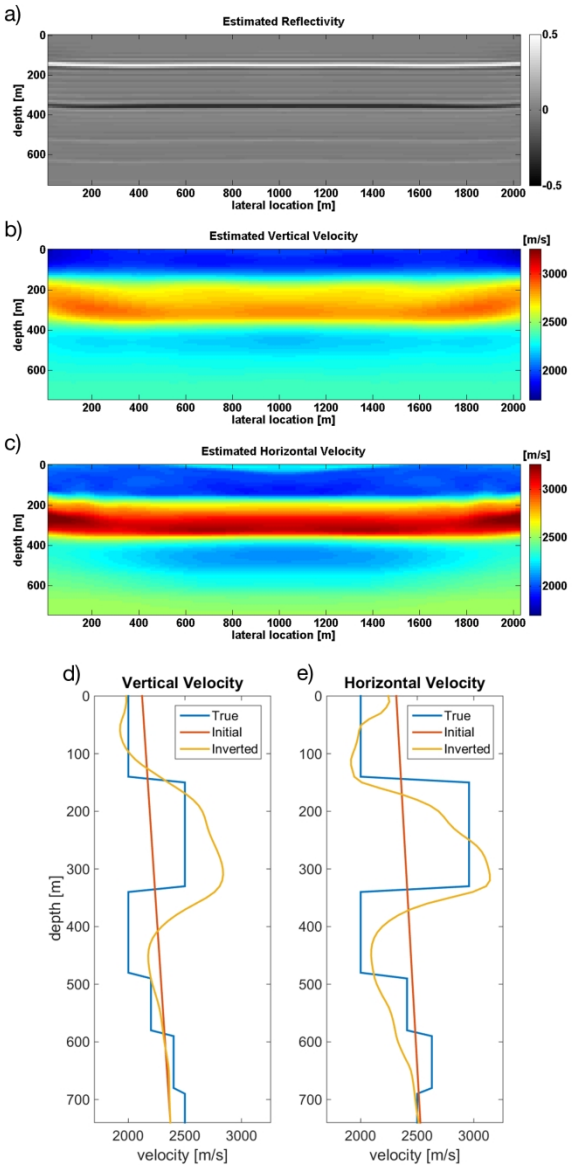 a)
Estimated Reflectivity
0
200
400
600
depth [m]
200 400 600 800 1000 1200 1400 1600 1800 2000
lateral location [m]
0.5
0
-0.5
b)
Estimated Vertical Velocity
[m/s]
0
200
400
600
depth [m]
200 400 600 800 1000 1200 1400 1600 1800 2000
lateral location [m]
3000
2500
2000
c)
Estimated Horizontal Velocity
[m/s]
0
200
400
600
depth [m]
200 400 600 800 1000 1200 1400 1600 1800 2000
lateral location [m]
3000
2500
2000
d)
Vertical Velocity
True
Initial
Inverted
0
100
200
300
400
500
600
700
depth [m]
2000 2500 3000
velocity [m/s]
e)
Horizontal Velocity
True
Initial
Inverted
0
100
200
300
400
500
600
700
2000 2500 3000
velocity [m/s]